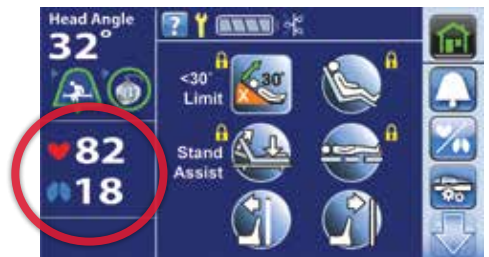 Head Angle
32°
?
<30°
Limit
30°
X
82
Stand
Assist
18